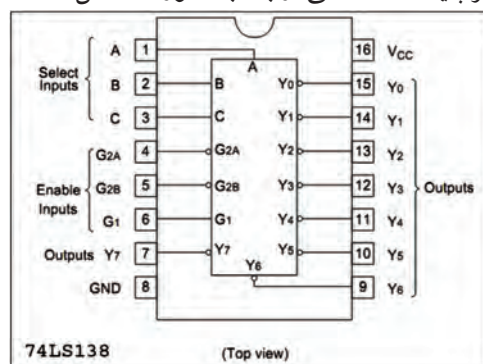 A 1 A 16 VCC
Select Inputs
B 2 B Y0 15 Y0
C 3 C Y1 14 Y1
G2A 4 G2A Y2 13 Y2
Enable Inputs
G2B 5 G2B Y3 12 Y3 Outputs
G1 6 G1 Y4 11 Y4
Outputs Y7 7 Y7 Y5 10 Y5
Y6
GND 8 9 Y6
74LS138 (Top view)